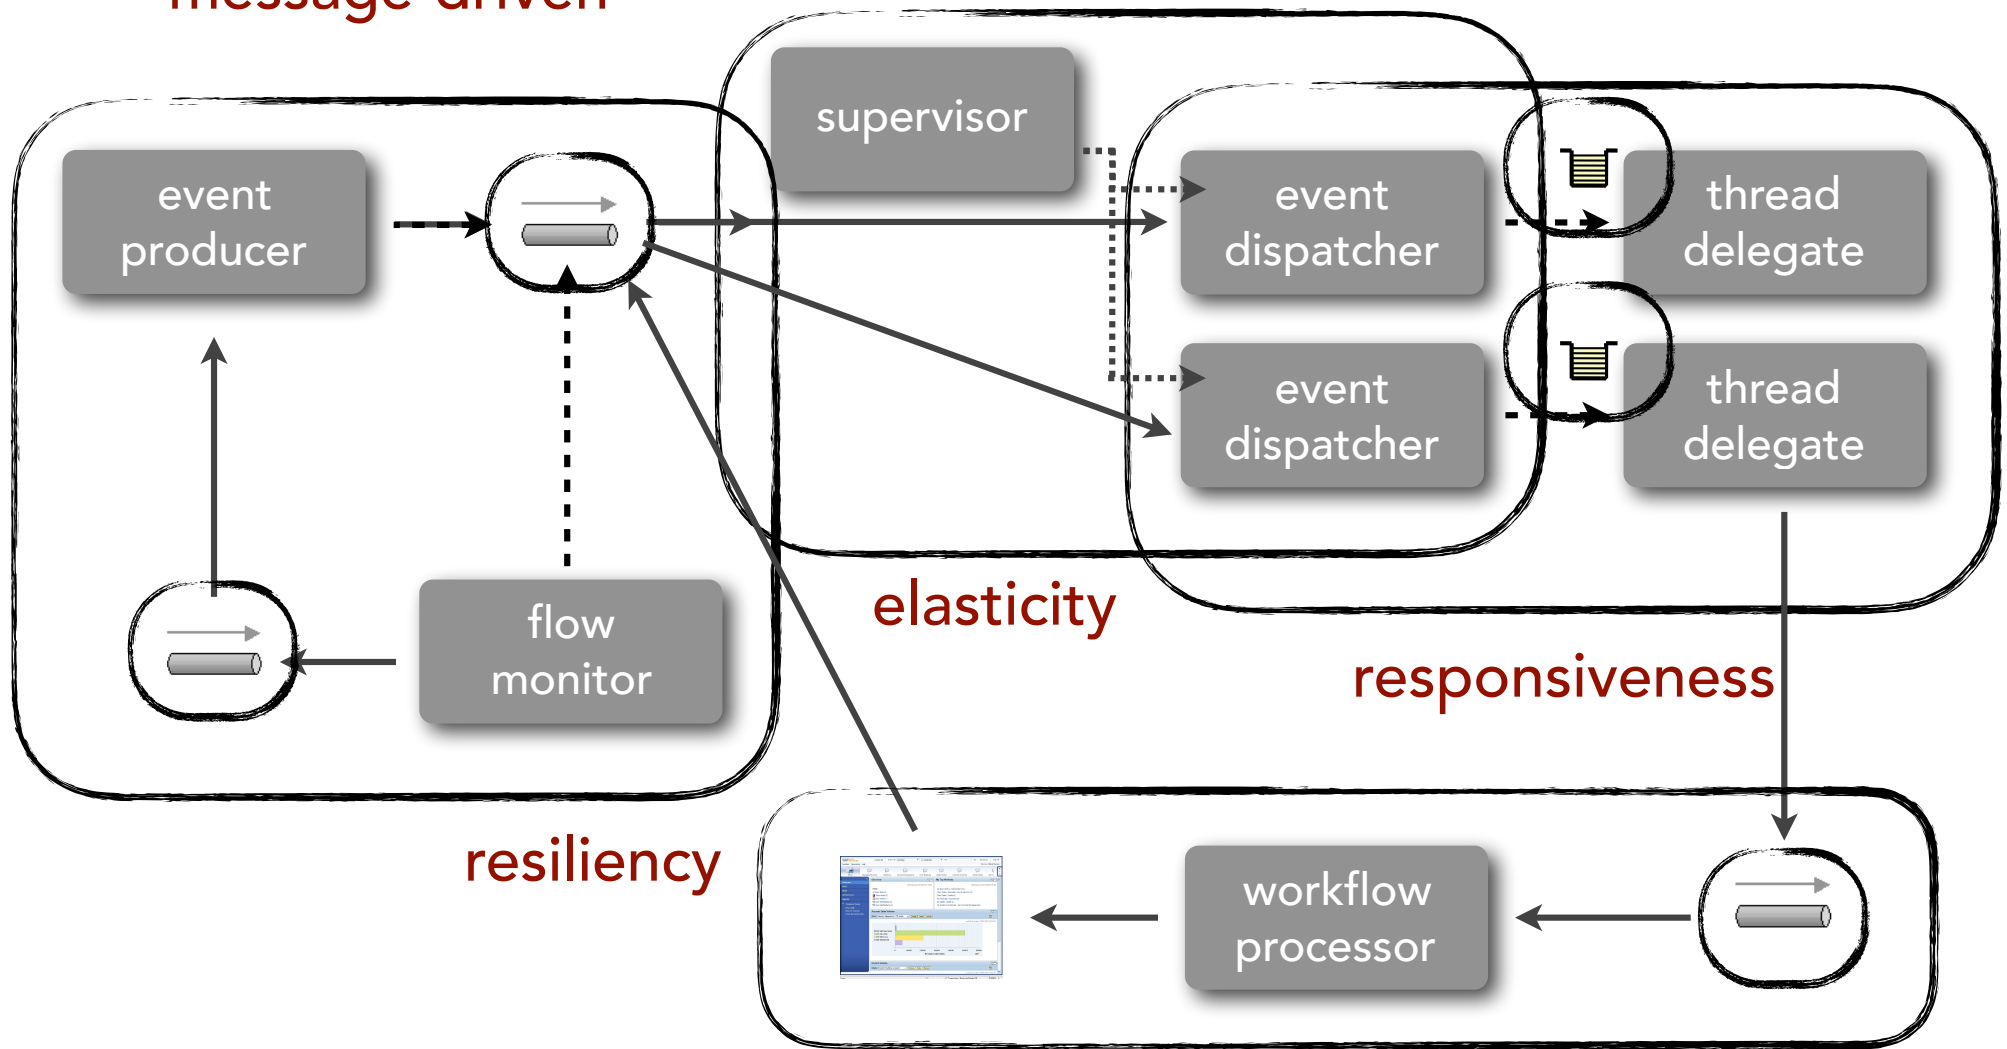 message-driven
supervisor
event
producer
event
dispatcher
thread
delegate
event
dispatcher
thread
delegate
flow
monitor
elasticity
responsiveness
resiliency
workflow
processor